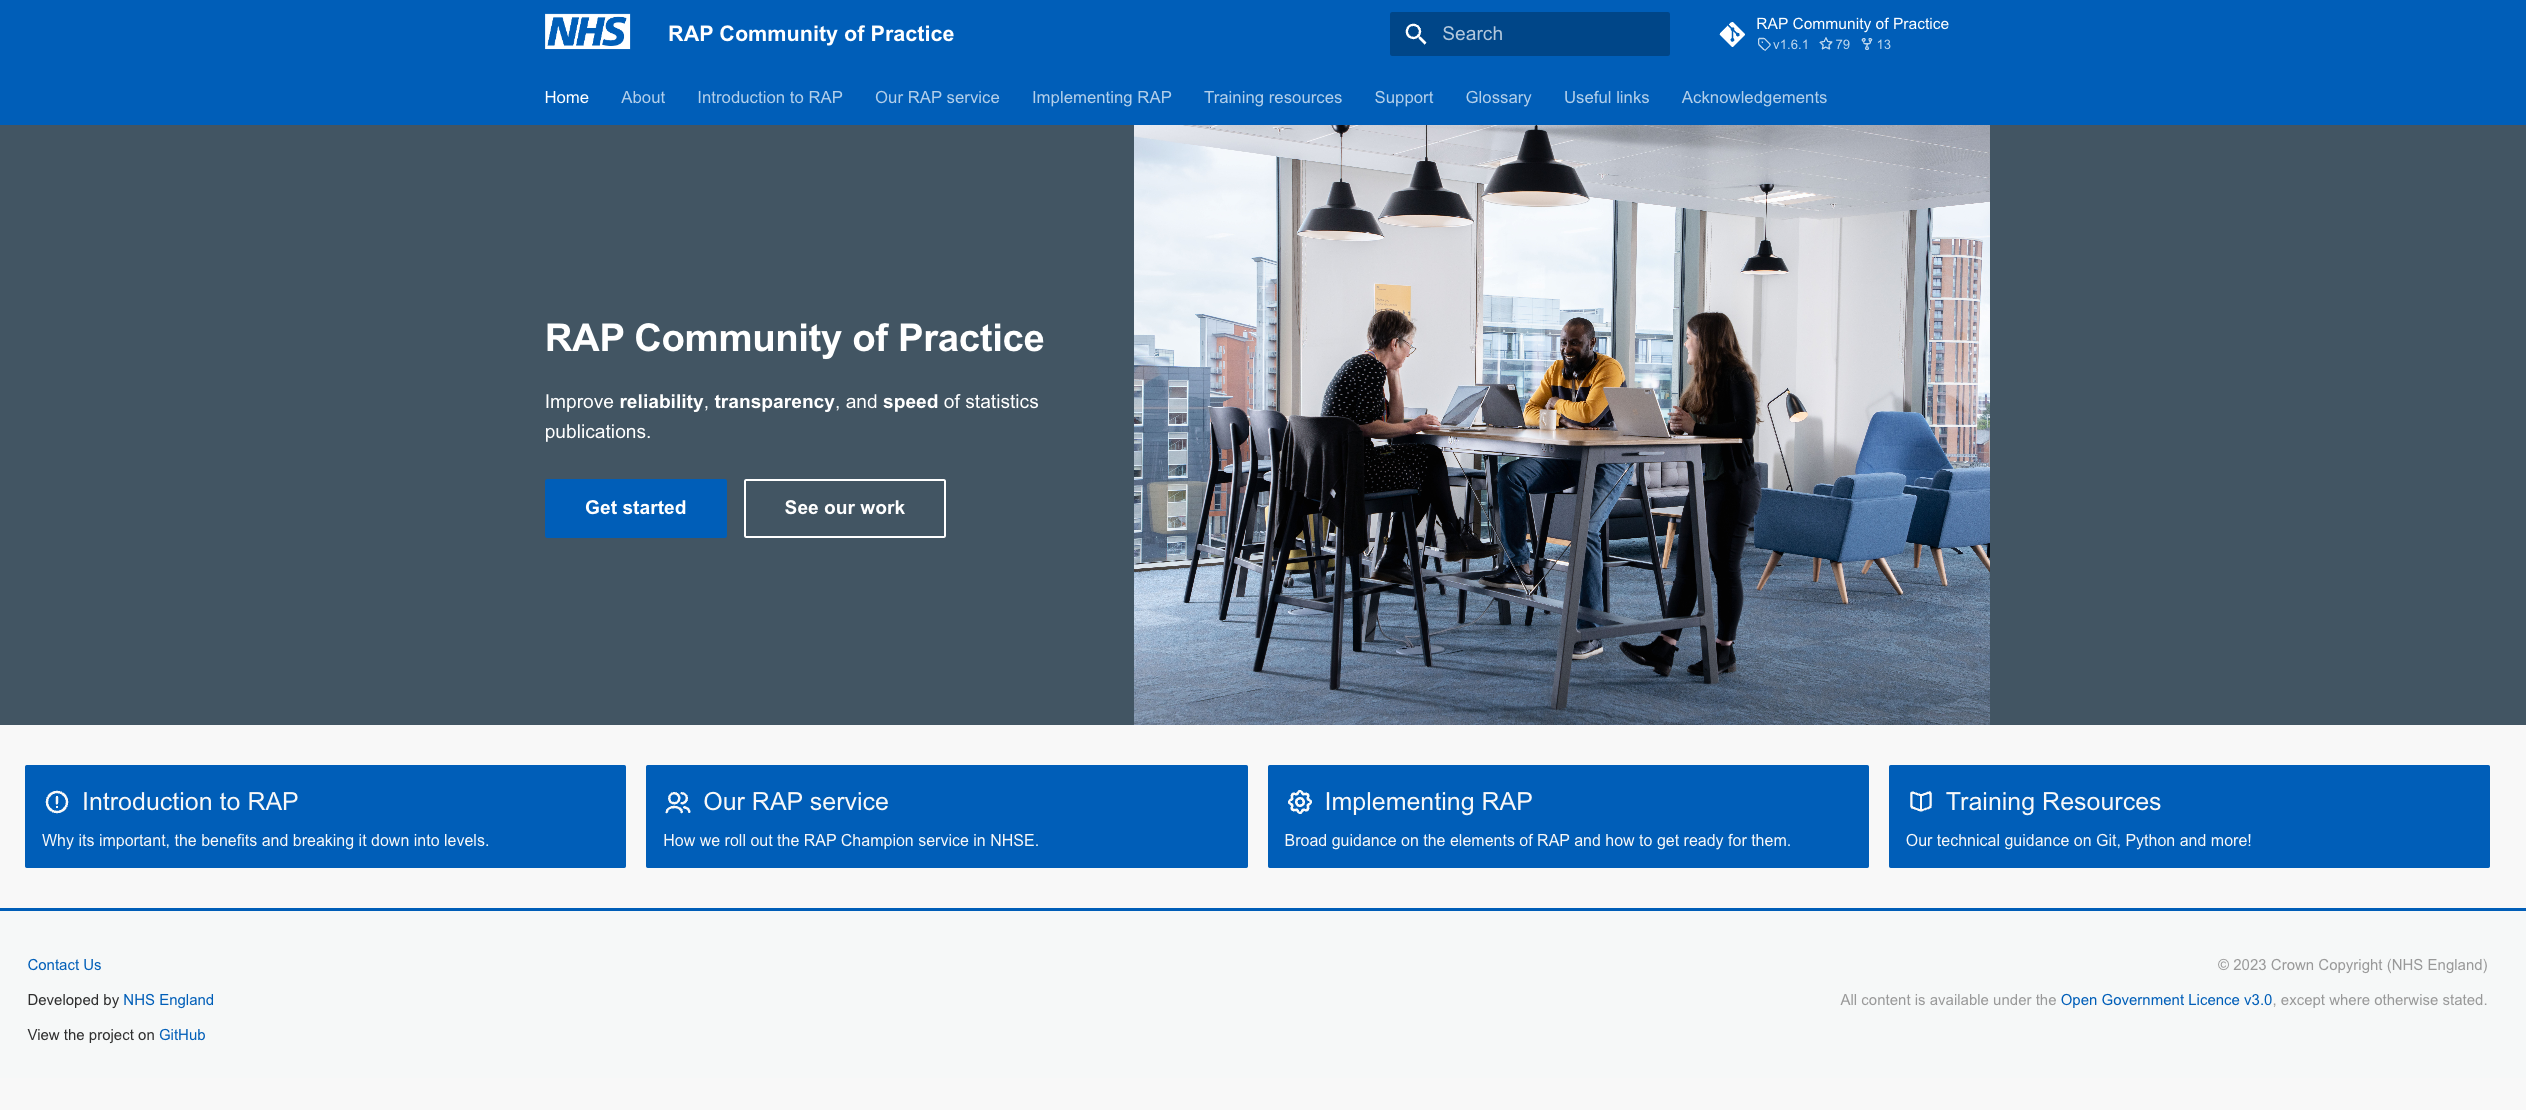 NHS
RAP Community of Practice
Search
RAP Community of Practice
v1.6.1 79 13
Home About Introduction to RAP Our RAP service Implementing RAP Training resources Support Glossary Useful links Acknowledgements
RAP Community of Practice
Improve reliability, transparency, and speed of statistics
publications.
Get started
See our work
Introduction to RAP
Why its important, the benefits and breaking it down into levels.
Our RAP service
How we roll out the RAP Champion service in NHSE.
Implementing RAP
Broad guidance on the elements of RAP and how to get ready for them.
Training Resources
Our technical guidance on Git, Python and more!
Contact Us
Developed by NHS England
View the project on GitHub
© 2023 Crown Copyright (NHS England)
All content is available under the Open Government Licence v3.0, except where otherwise stated.